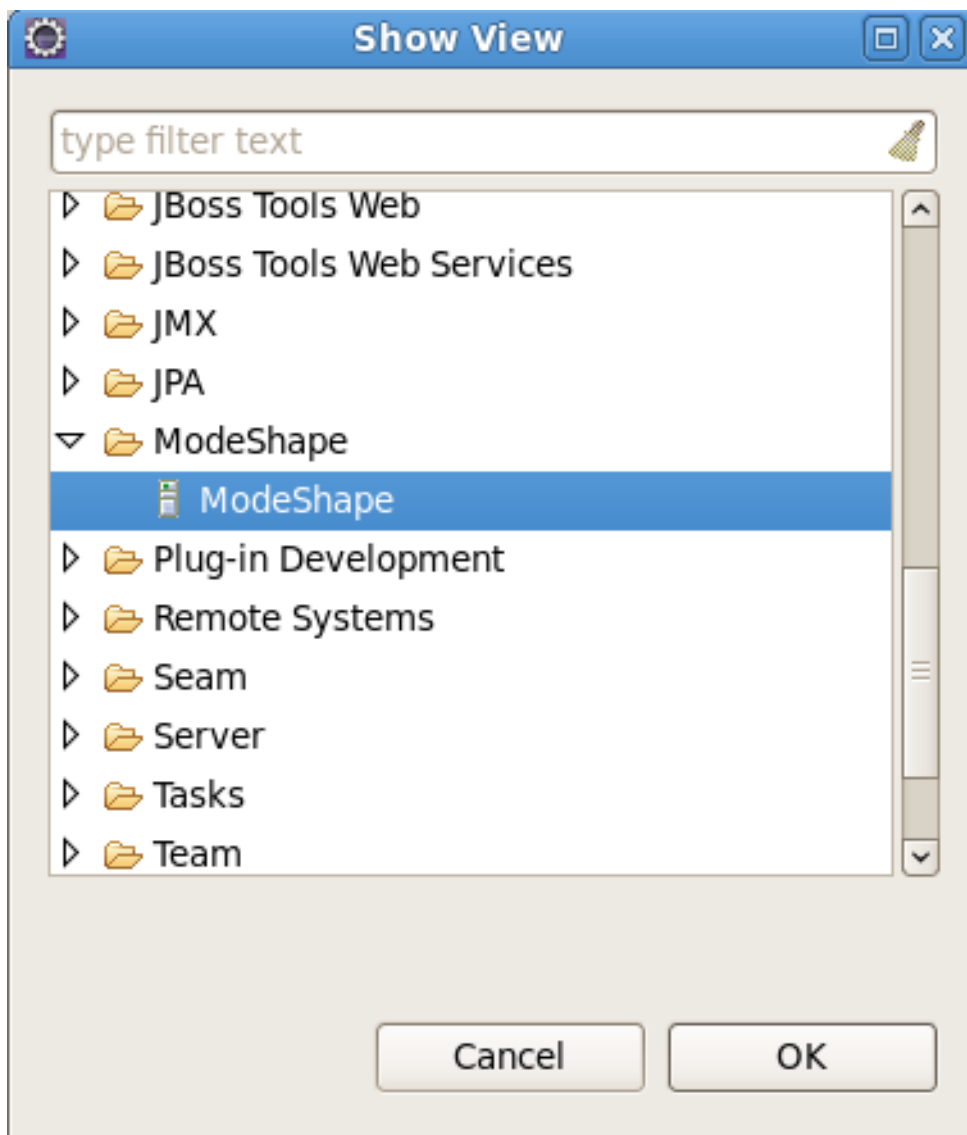 Show View
type filter text
JBoss Tools Web
JBoss Tools Web Services
JMX
JPA
ModeShape
ModeShape
Plug-in Development
Remote Systems
Seam
Server
Tasks
Team
Cancel OK